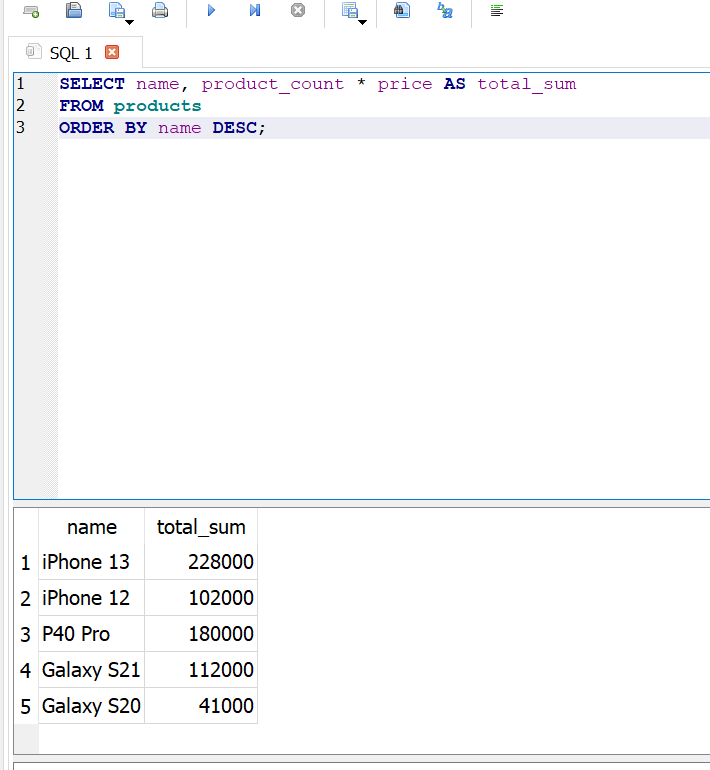 SQL 1
1 SELECT name, product_count * price AS total_sum
2 FROM products
3 ORDER BY name DESC;
name total_sum
1 iPhone 13 228000
2 iPhone 12 102000
3 P40 Pro 180000
4 Galaxy S21 112000
5 Galaxy S20 41000